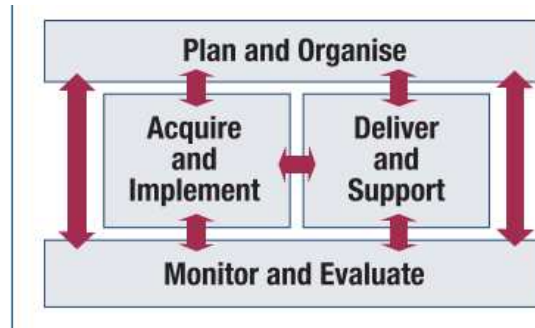 Plan and Organise
Acquire
and
Implement
Deliver
and
Support
Monitor and Evaluate